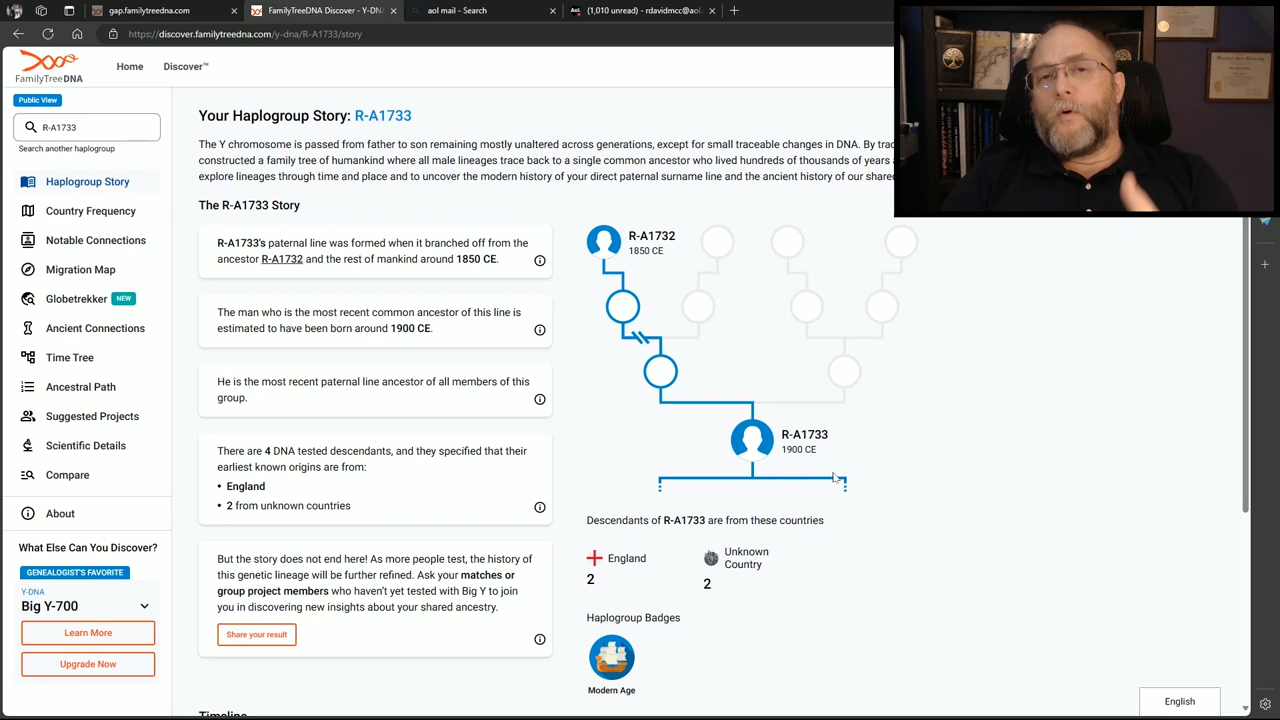 gap.familytreedna.com
FamilyTreeDNA Discover - Y-DN
aol mail - Search
Aol.
(1,010 unread) - rdavidmcc@aol.
https://discover.familytreedna.com/y-dna/R-A1733/story
FamilyTreeDNA
Home
Discover™
Public View
R-A1733
Search another haplogroup
Haplogroup Story
Country Frequency
Notable Connections
Migration Map
Globetrekker NEW
Ancient Connections
Time Tree
Ancestral Path
Suggested Projects
Scientific Details
Compare
About
What Else Can You Discover?
GENEALOGIST'S FAVORITE
Y-DNA
Big Y-700
Learn More
Upgrade Now
Your Haplogroup Story: R-A1733
The Y chromosome is passed from father to son remaining mostly unaltered across generations, except for small traceable changes in DNA. By trac
constructed a family tree of humankind where all male lineages trace back to a single common ancestor who lived hundreds of thousands of years a
explore lineages through time and place and to uncover the modern history of your direct paternal surname line and the ancient history of our share
The R-A1733 Story
R-A1733's paternal line was formed when it branched off from the
ancestor R-A1732 and the rest of mankind around 1850 CE.
The man who is the most recent common ancestor of this line is
estimated to have been born around 1900 CE.
He is the most recent paternal line ancestor of all members of this
group.
There are 4 DNA tested descendants, and they specified that their
earliest known origins are from:
• England
• 2 from unknown countries
But the story does not end here! As more people test, the history of
this genetic lineage will be further refined. Ask your matches or
group project members who haven't yet tested with Big Y to join
you in discovering new insights about your shared ancestry.
Share your result
R-A1732
1850 CE
R-A1733
1900 CE
Descendants of R-A1733 are from these countries
England
2
Unknown
Country
2
Haplogroup Badges
Modern Age
Timeline
English